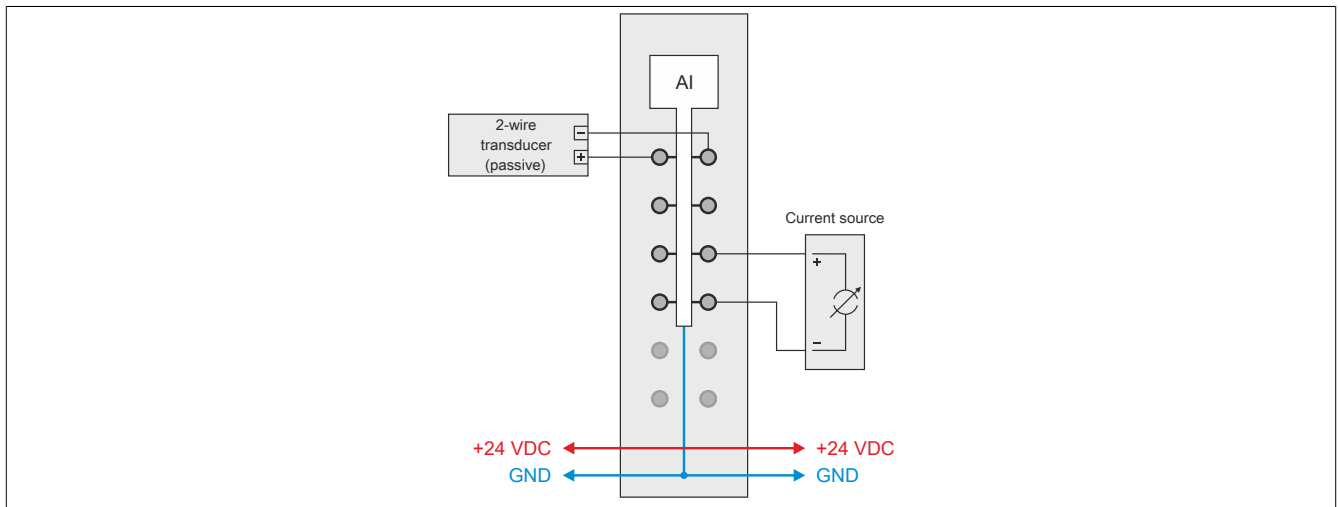 AI
2-wire
transducer
(passive)
−
+
Current source
+
−
+24 VDC
+24 VDC
GND
GND